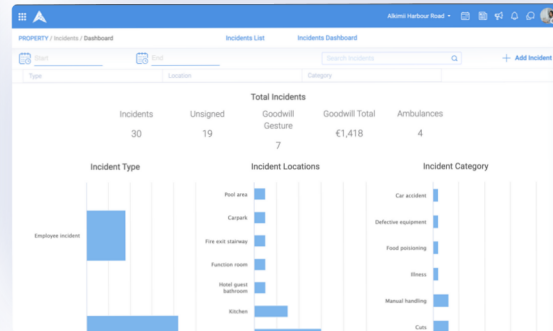 Alkimii Harbour Road
PROPERTY / Incidents / Dashboard
Incidents List
Incidents Dashboard
Start
End
Search Incidents
+ Add Incident
Type
Location
Category
Total Incidents
Incidents
Unsigned
Goodwill
Gesture
Goodwill Total
Ambulances
30
19
7
€1,418
4
Incident Type
Incident Locations
Incident Category
Employee incident
Pool area
Carpark
Fire exit stairway
Function room
Hotel guest
bathroom
Kitchen
Car accident
Defective equipment
Food poisioning
Illness
Manual handling
Cuts